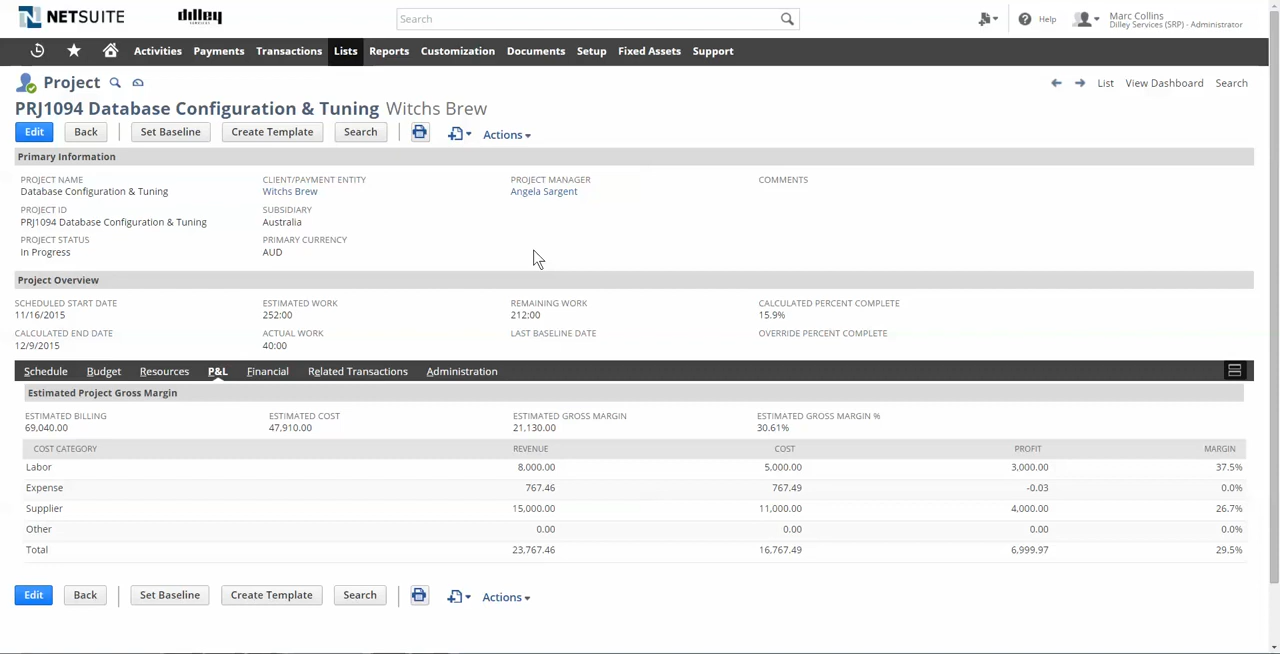 NETSUITE dilley SERVICES Search Help Marc Collins
Dilley Services (SRP) - Administrator
Activities Payments Transactions Lists Reports Customization Documents Setup Fixed Assets Support
Project List View Dashboard Search
PRJ1094 Database Configuration & Tuning Witchs Brew
Edit Back Set Baseline Create Template Search Actions
Primary Information
PROJECT NAME CLIENT/PAYMENT ENTITY PROJECT MANAGER COMMENTS
Database Configuration & Tuning Witchs Brew Angela Sargent
PROJECT ID SUBSIDIARY
PRJ1094 Database Configuration & Tuning Australia
PROJECT STATUS PRIMARY CURRENCY
In Progress AUD
Project Overview
SCHEDULED START DATE ESTIMATED WORK REMAINING WORK CALCULATED PERCENT COMPLETE
11/16/2015 252:00 212:00 15.9%
CALCULATED END DATE ACTUAL WORK LAST BASELINE DATE OVERRIDE PERCENT COMPLETE
12/9/2015 40:00
Schedule Budget Resources P&L Financial Related Transactions Administration
Estimated Project Gross Margin
ESTIMATED BILLING ESTIMATED COST ESTIMATED GROSS MARGIN ESTIMATED GROSS MARGIN %
69,040.00 47,910.00 21,130.00 30.61%
COST CATEGORY REVENUE COST PROFIT MARGIN
Labor 8,000.00 5,000.00 3,000.00 37.5%
Expense 767.46 767.49 -0.03 0.0%
Supplier 15,000.00 11,000.00 4,000.00 26.7%
Other 0.00 0.00 0.00 0.0%
Total 23,767.46 16,767.49 6,999.97 29.5%
Edit Back Set Baseline Create Template Search Actions